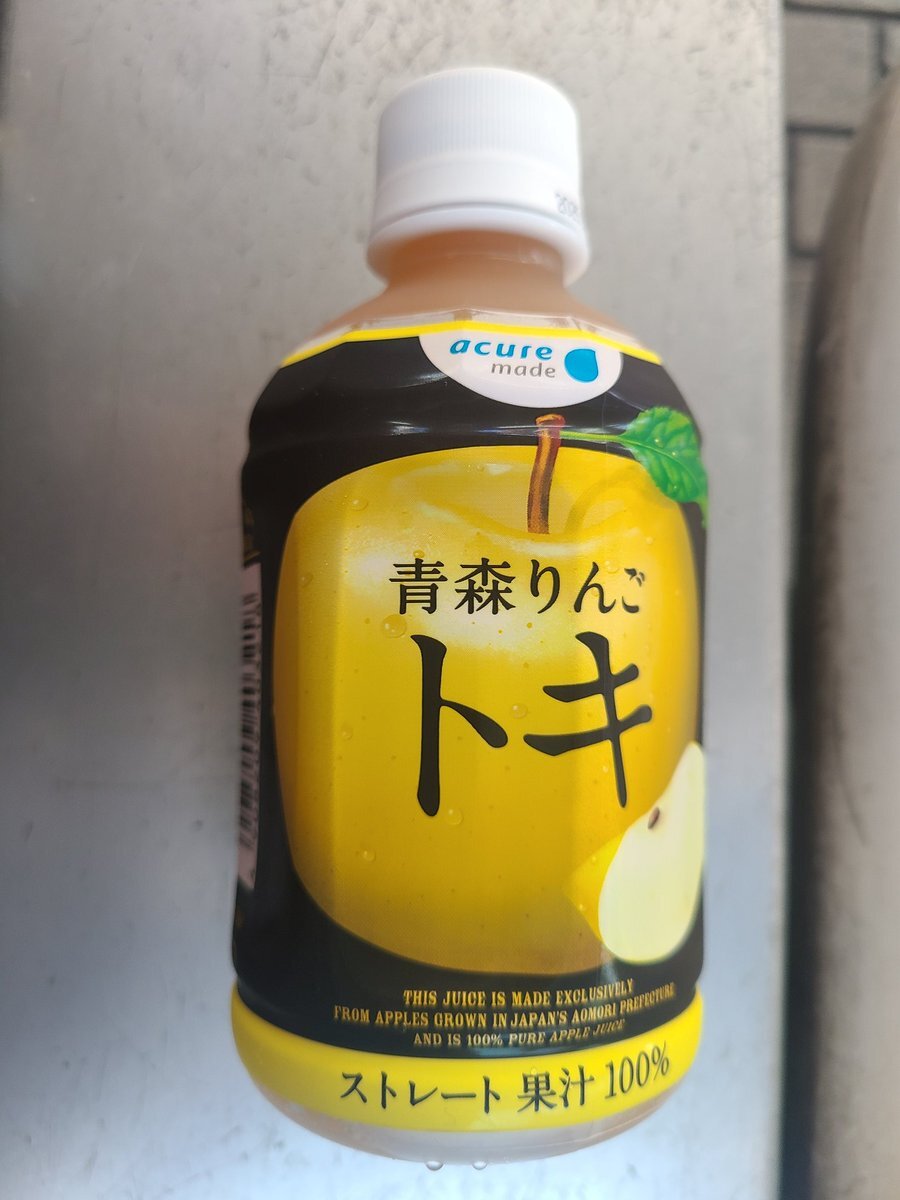 acure
made
青森りんご
トキ
THIS JUICE IS MADE EXCLUSIVELY
FROM APPLES GROWN IN JAPAN'S AOMORI PREFECTURE
AND IS 100% PURE APPLE JUICE
ストレート 果汁 100%